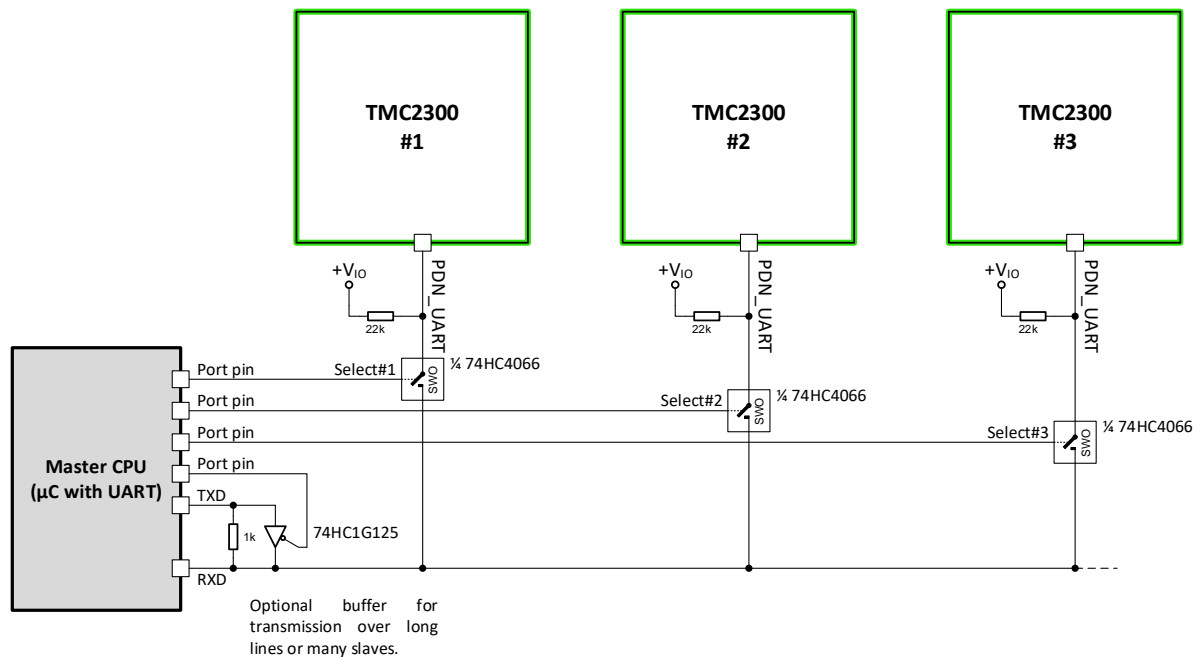 TMC2300
#1
TMC2300
#2
TMC2300
#3
+VIO
22k
PDN_UART
+VIO
22k
PDN_UART
+VIO
22k
PDN_UART
Select#1
SWO
¼ 74HC4066
Select#2
SWO
¼ 74HC4066
Select#3
SWO
¼ 74HC4066
Master CPU
(µC with UART)
Port pin
Port pin
Port pin
Port pin
TXD
1k
74HC1G125
RXD
Optional buffer for
transmission over long
lines or many slaves.